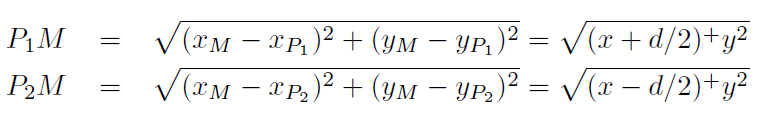 P₁M = √((x_M − x_{P₁})² + (y_M − y_{P₁})²) = √((x + d/2)⁺y²)
P₂M = √((x_M − x_{P₂})² + (y_M − y_{P₂})²) = √((x − d/2)⁺y²)